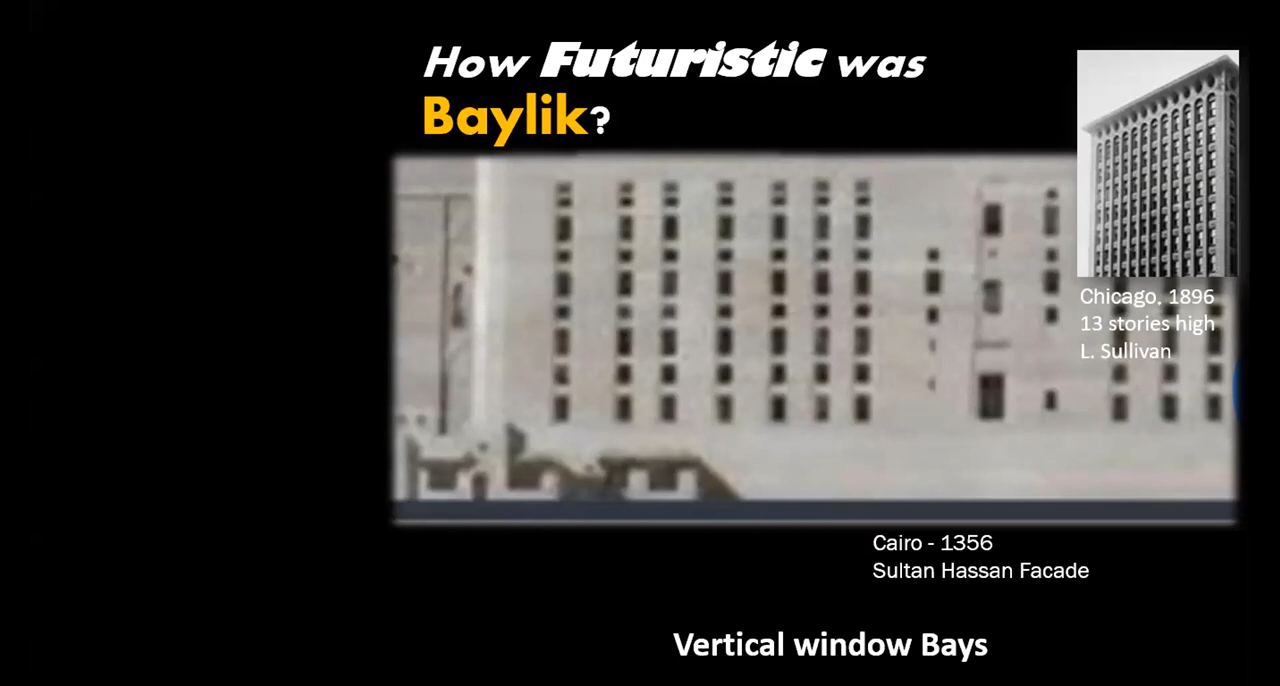 How Futuristic was
Baylik?
Chicago, 1896
13 stories high
L. Sullivan
Cairo - 1356
Sultan Hassan Facade
Vertical window Bays